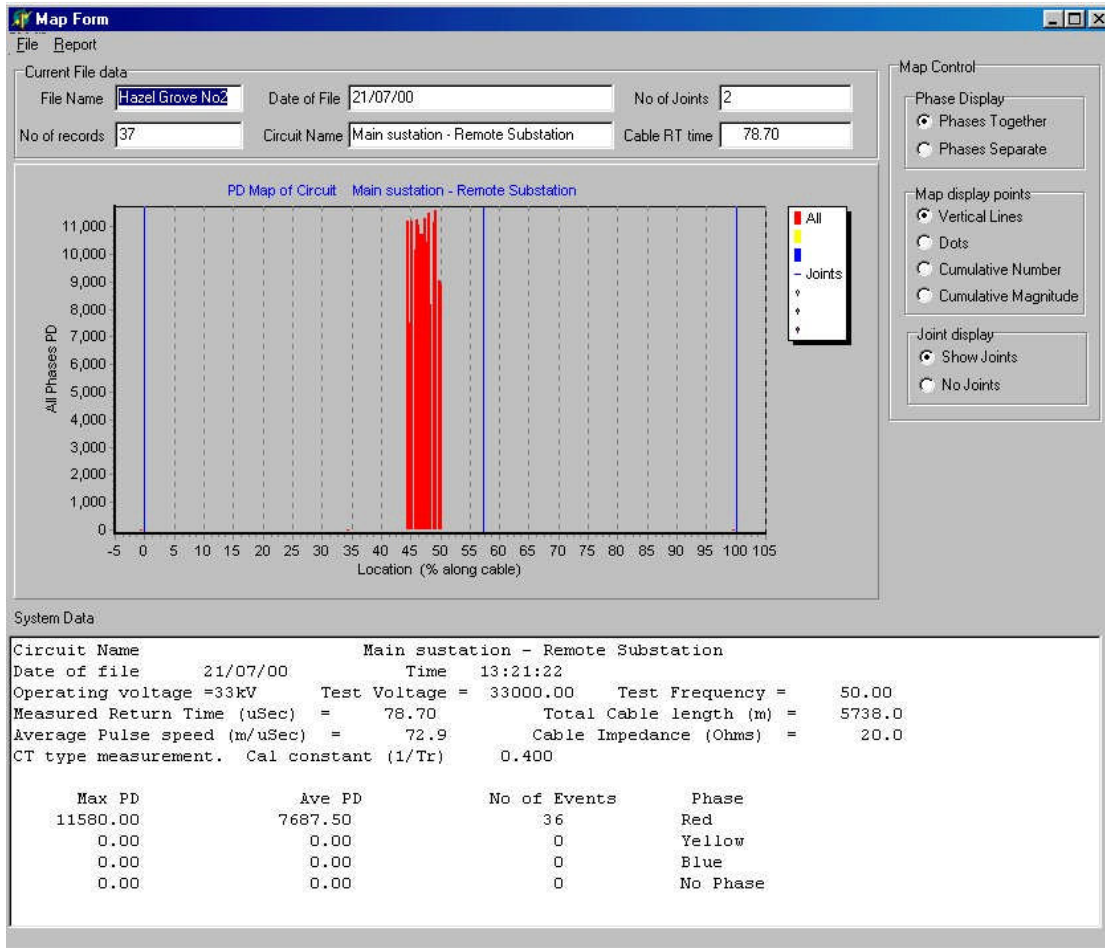 Map Form
File Report
Current File data
File Name Hazel Grove No2 Date of File 21/07/00 No of Joints 2
No of records 37 Circuit Name Main sustation - Remote Substation Cable RT time 78.70
Map Control
Phase Display
Phases Together
Phases Separate
Map display points
Vertical Lines
Dots
Cumulative Number
Cumulative Magnitude
Joint display
Show Joints
No Joints
PD Map of Circuit Main sustation - Remote Substation
All Phases PD
11,000
10,000
9,000
8,000
7,000
6,000
5,000
4,000
3,000
2,000
1,000
0
-5 0 5 10 15 20 25 30 35 40 45 50 55 60 65 70 75 80 85 90 95 100 105
Location (% along cable)
All
Joints
System Data
Circuit Name Main sustation - Remote Substation
Date of file 21/07/00 Time 13:21:22
Operating voltage =33kV Test Voltage = 33000.00 Test Frequency = 50.00
Measured Return Time (uSec) = 78.70 Total Cable length (m) = 5738.0
Average Pulse speed (m/uSec) = 72.9 Cable Impedance (Ohms) = 20.0
CT type measurement. Cal constant (1/Tr) 0.400
Max PD Ave PD No of Events Phase
11580.00 7687.50 36 Red
0.00 0.00 0 Yellow
0.00 0.00 0 Blue
0.00 0.00 0 No Phase